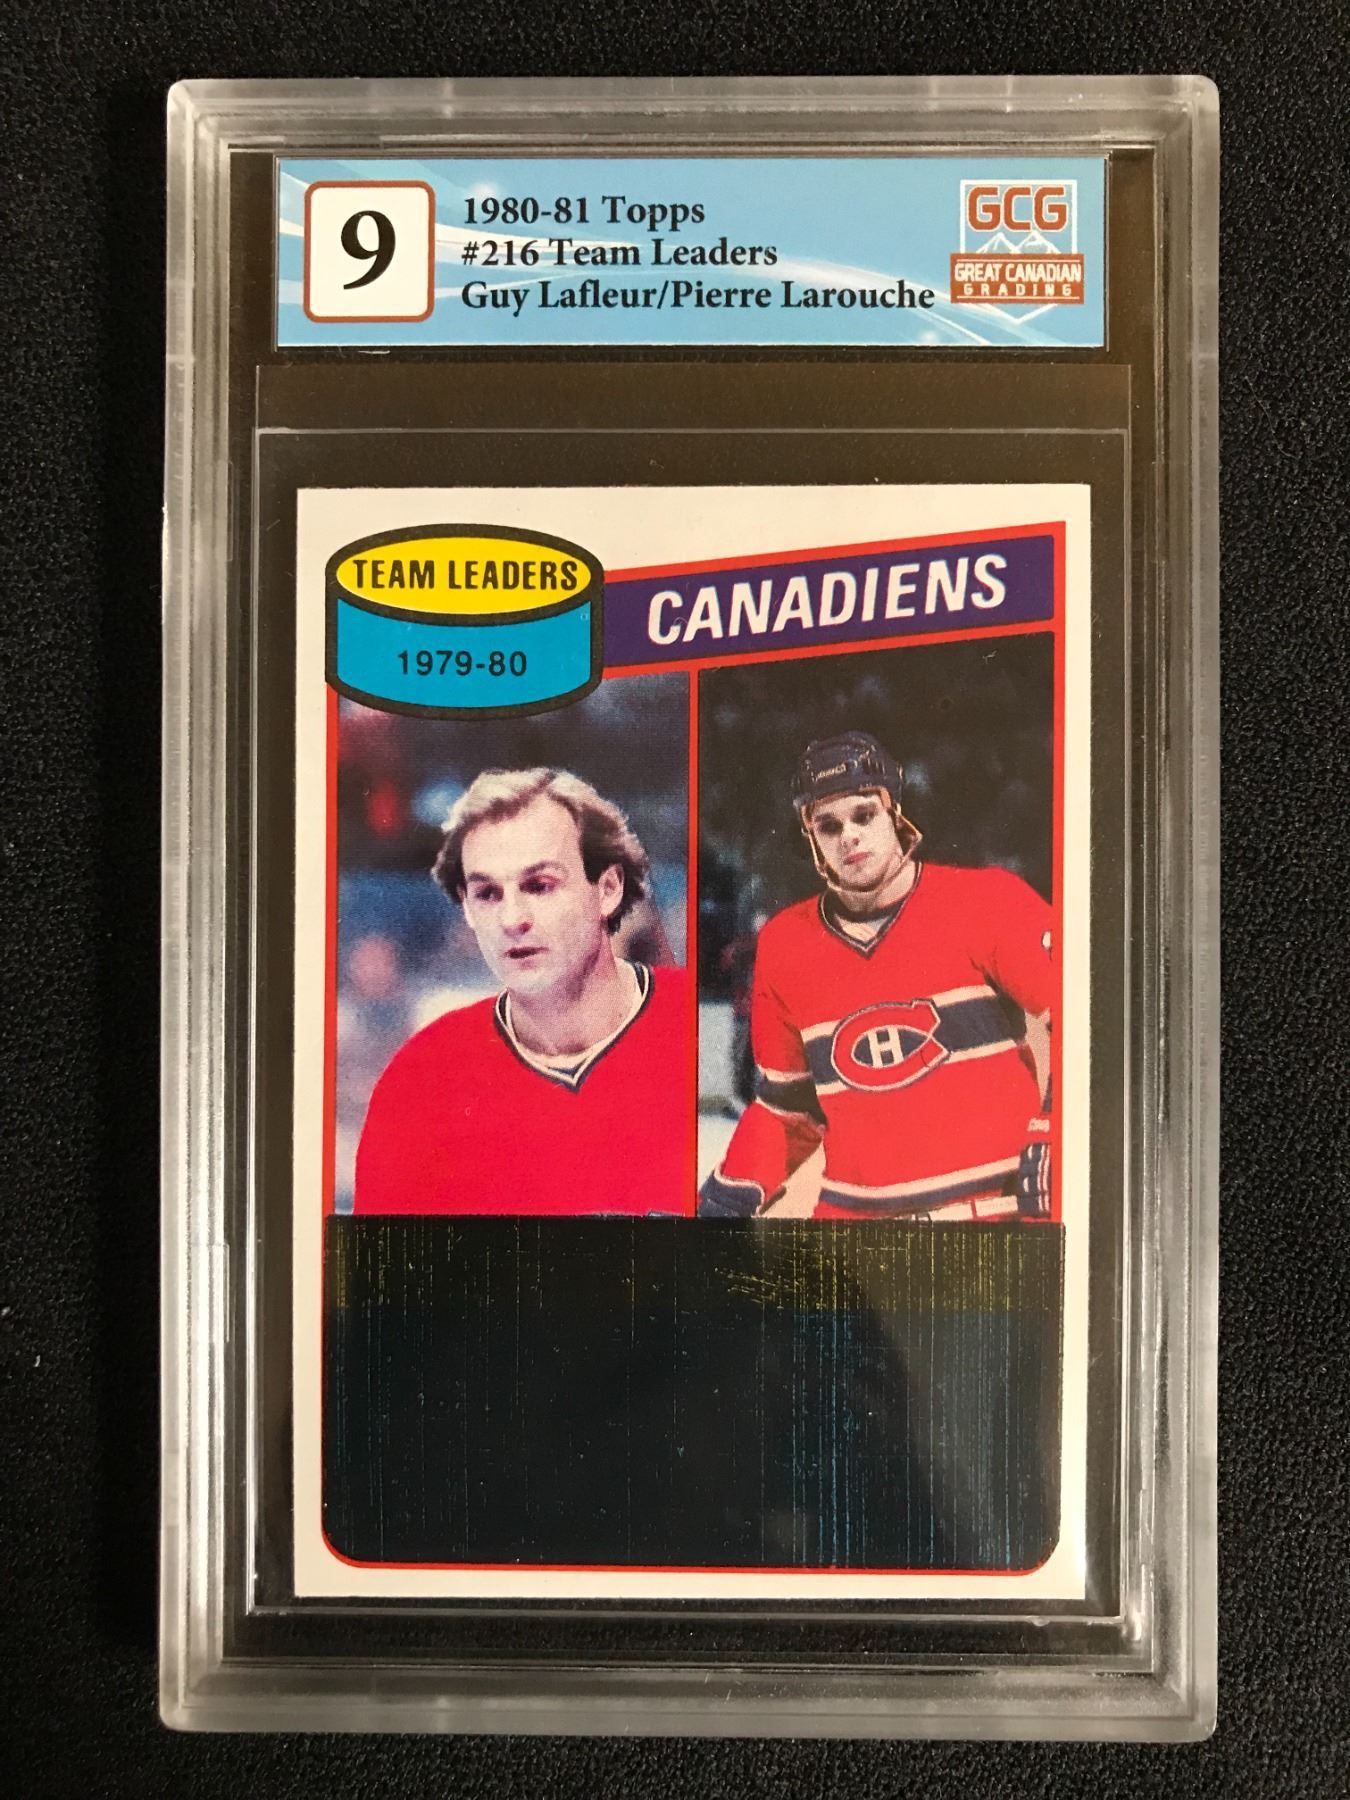 9
1980-81 Topps
#216 Team Leaders
Guy Lafleur/Pierre Larouche
GCG
GREAT CANADIAN
GRADING
TEAM LEADERS
1979-80
CANADIENS
H